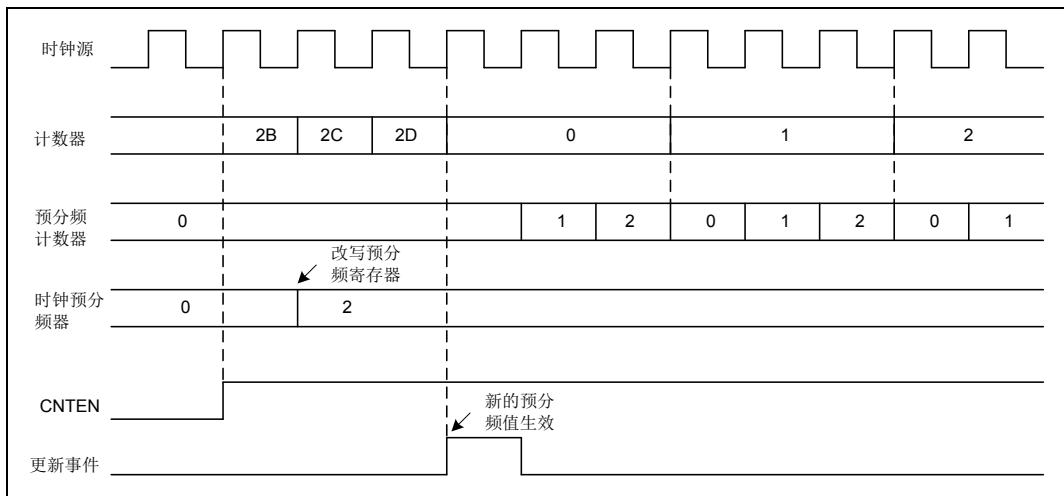 时钟源
计数器
2B 2C 2D 0 1 2
预分频
计数器
0 1 2 0 1 2 0 1
改写预分
频寄存器
时钟预分
频器
0 2
CNTEN
新的预分
频值生效
更新事件